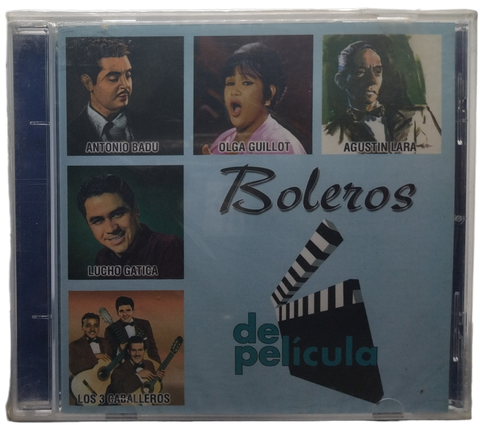 ANTONIO BADU
OLGA GUILLOT
AGUSTIN LARA
Boleros
LUCHO GATICA
de
película
LOS 3 CABALLEROS